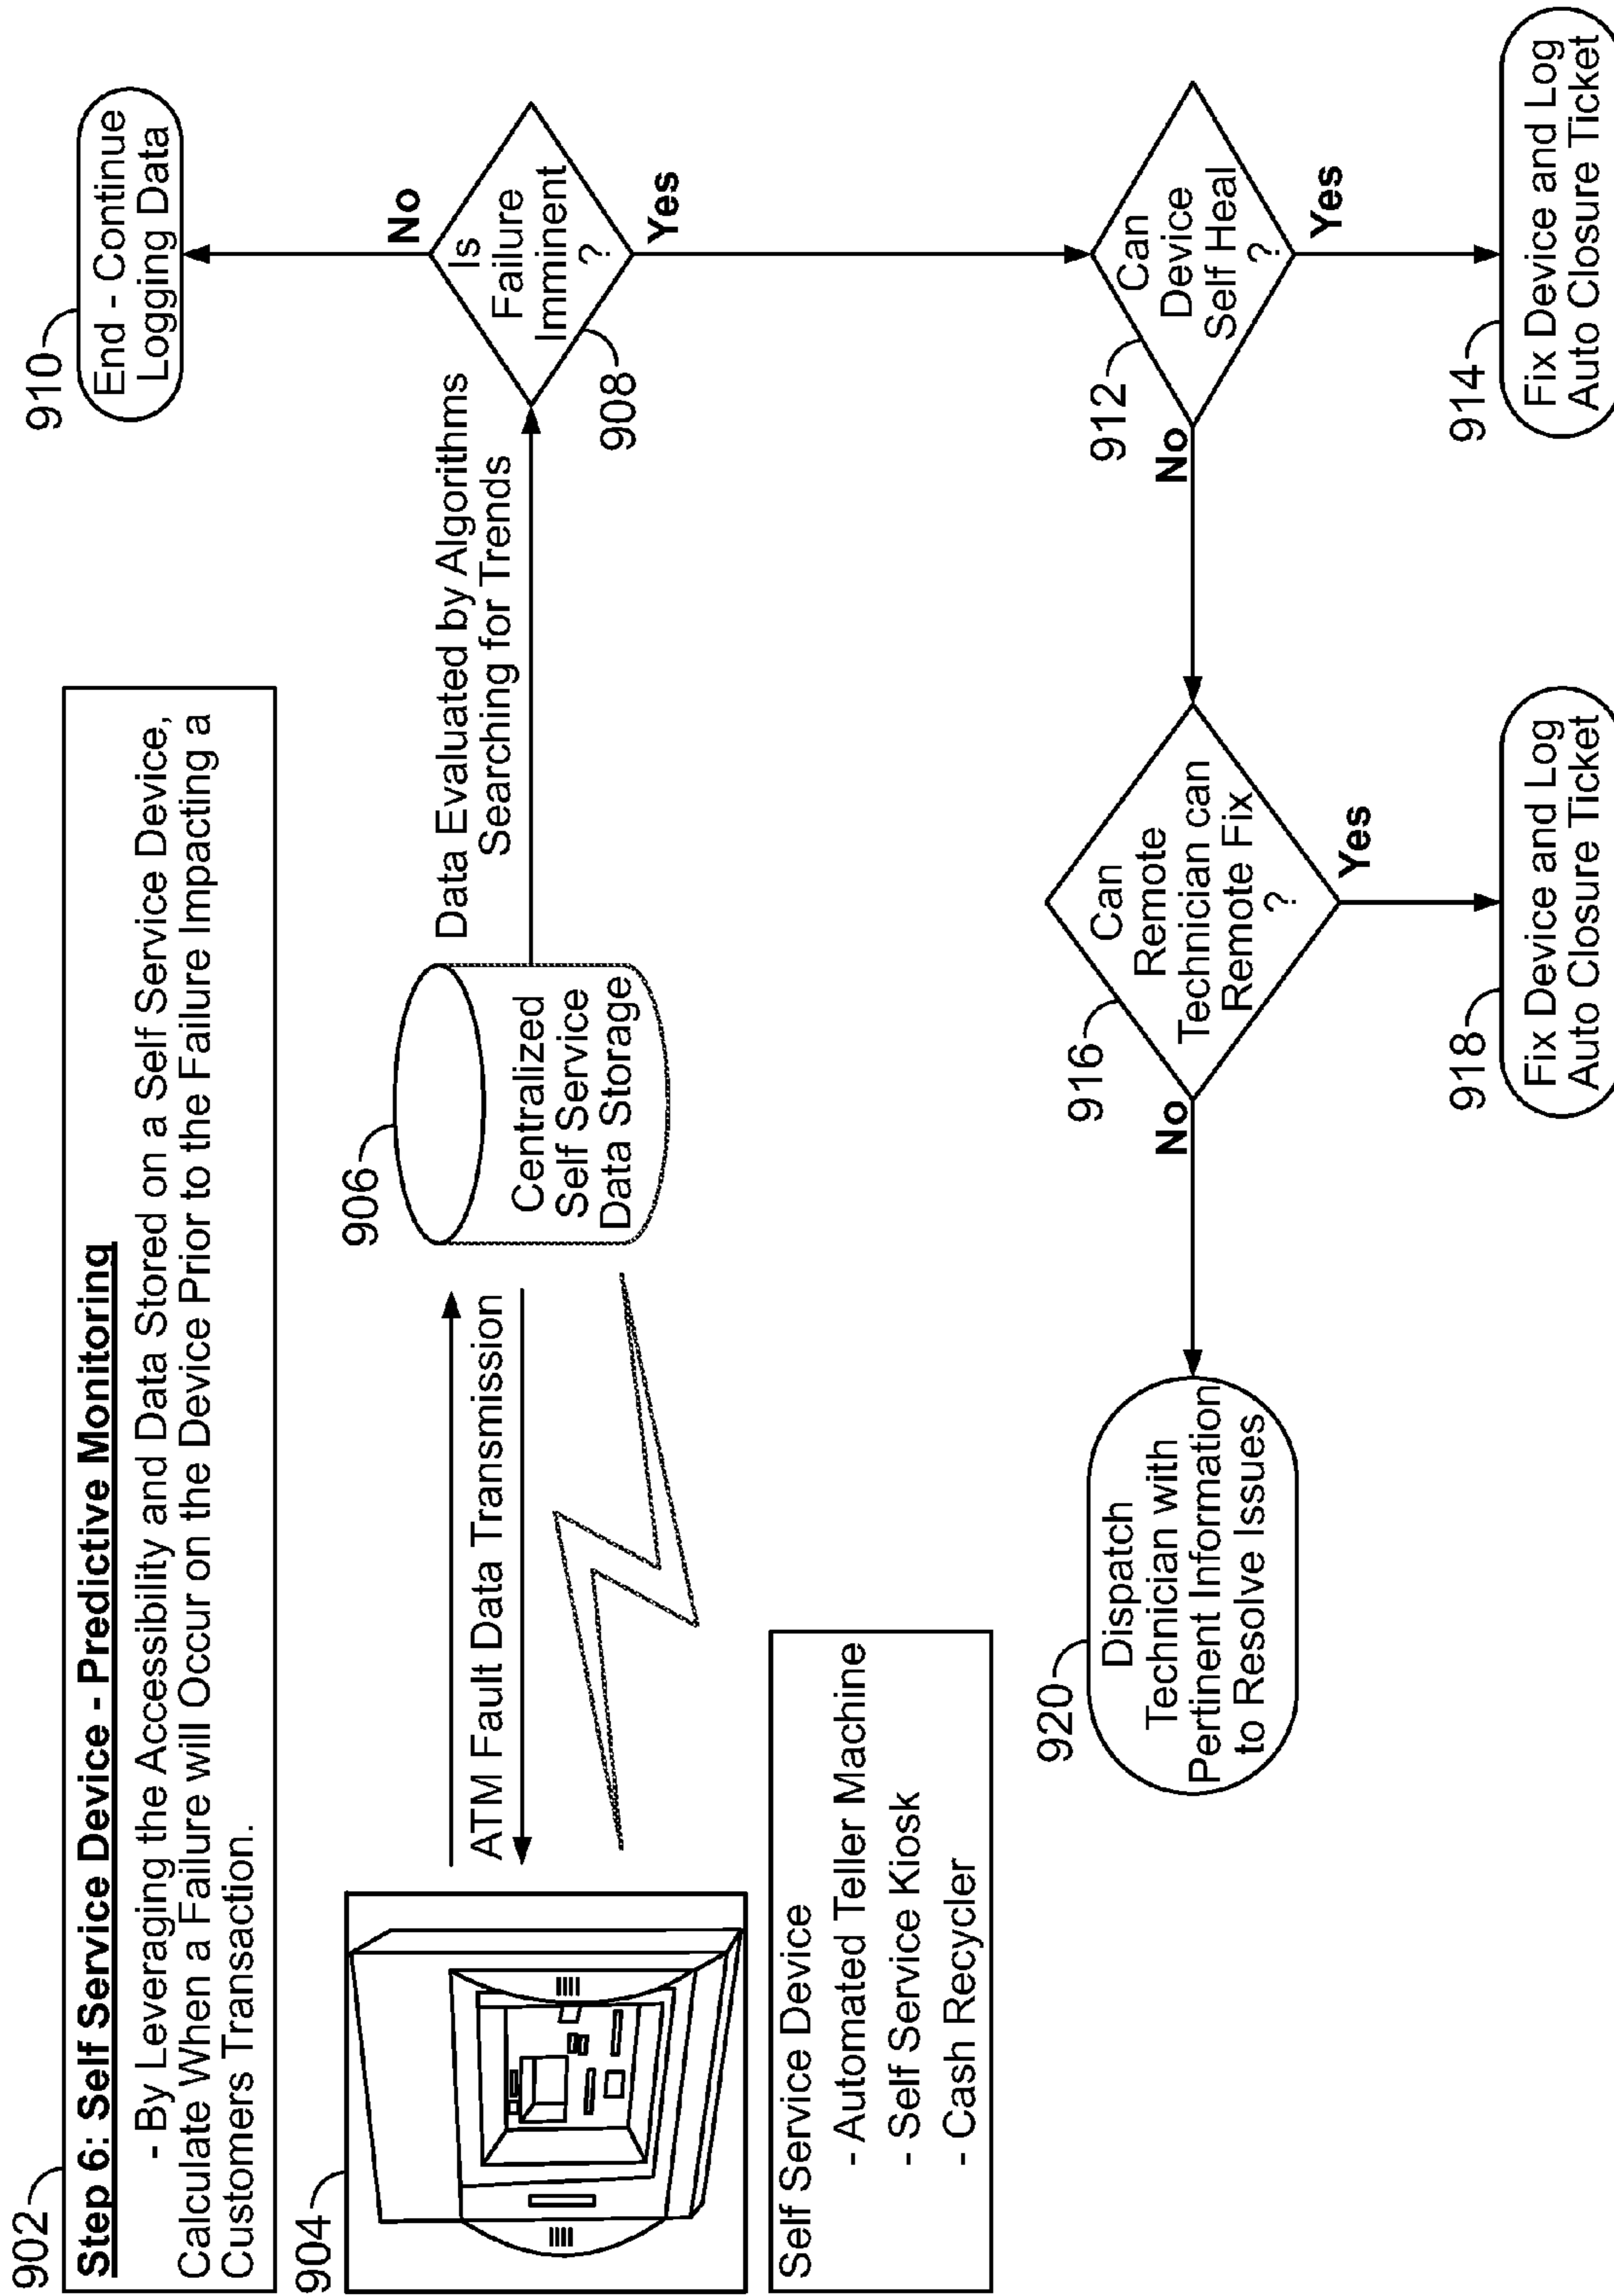 902
Step 6: Self Service Device - Predictive Monitoring
- By Leveraging the Accessibility and Data Stored on a Self Service Device,
Calculate When a Failure will Occur on the Device Prior to the Failure Impacting a
Customers Transaction.
904
ATM Fault Data Transmission
906
Centralized
Self Service
Data Storage
Data Evaluated by Algorithms
Searching for Trends
910
End - Continue
Logging Data
No
Is
Failure
Imminent
?
908
Yes
Self Service Device
- Automated Teller Machine
- Self Service Kiosk
- Cash Recycler
912
Can
Device
Self Heal
?
No
Yes
914
Fix Device and Log
Auto Closure Ticket
916
Can
Remote
Technician can
Remote Fix
?
No
Yes
918
Fix Device and Log
Auto Closure Ticket
920
Dispatch
Technician with
Pertinent Information
to Resolve Issues